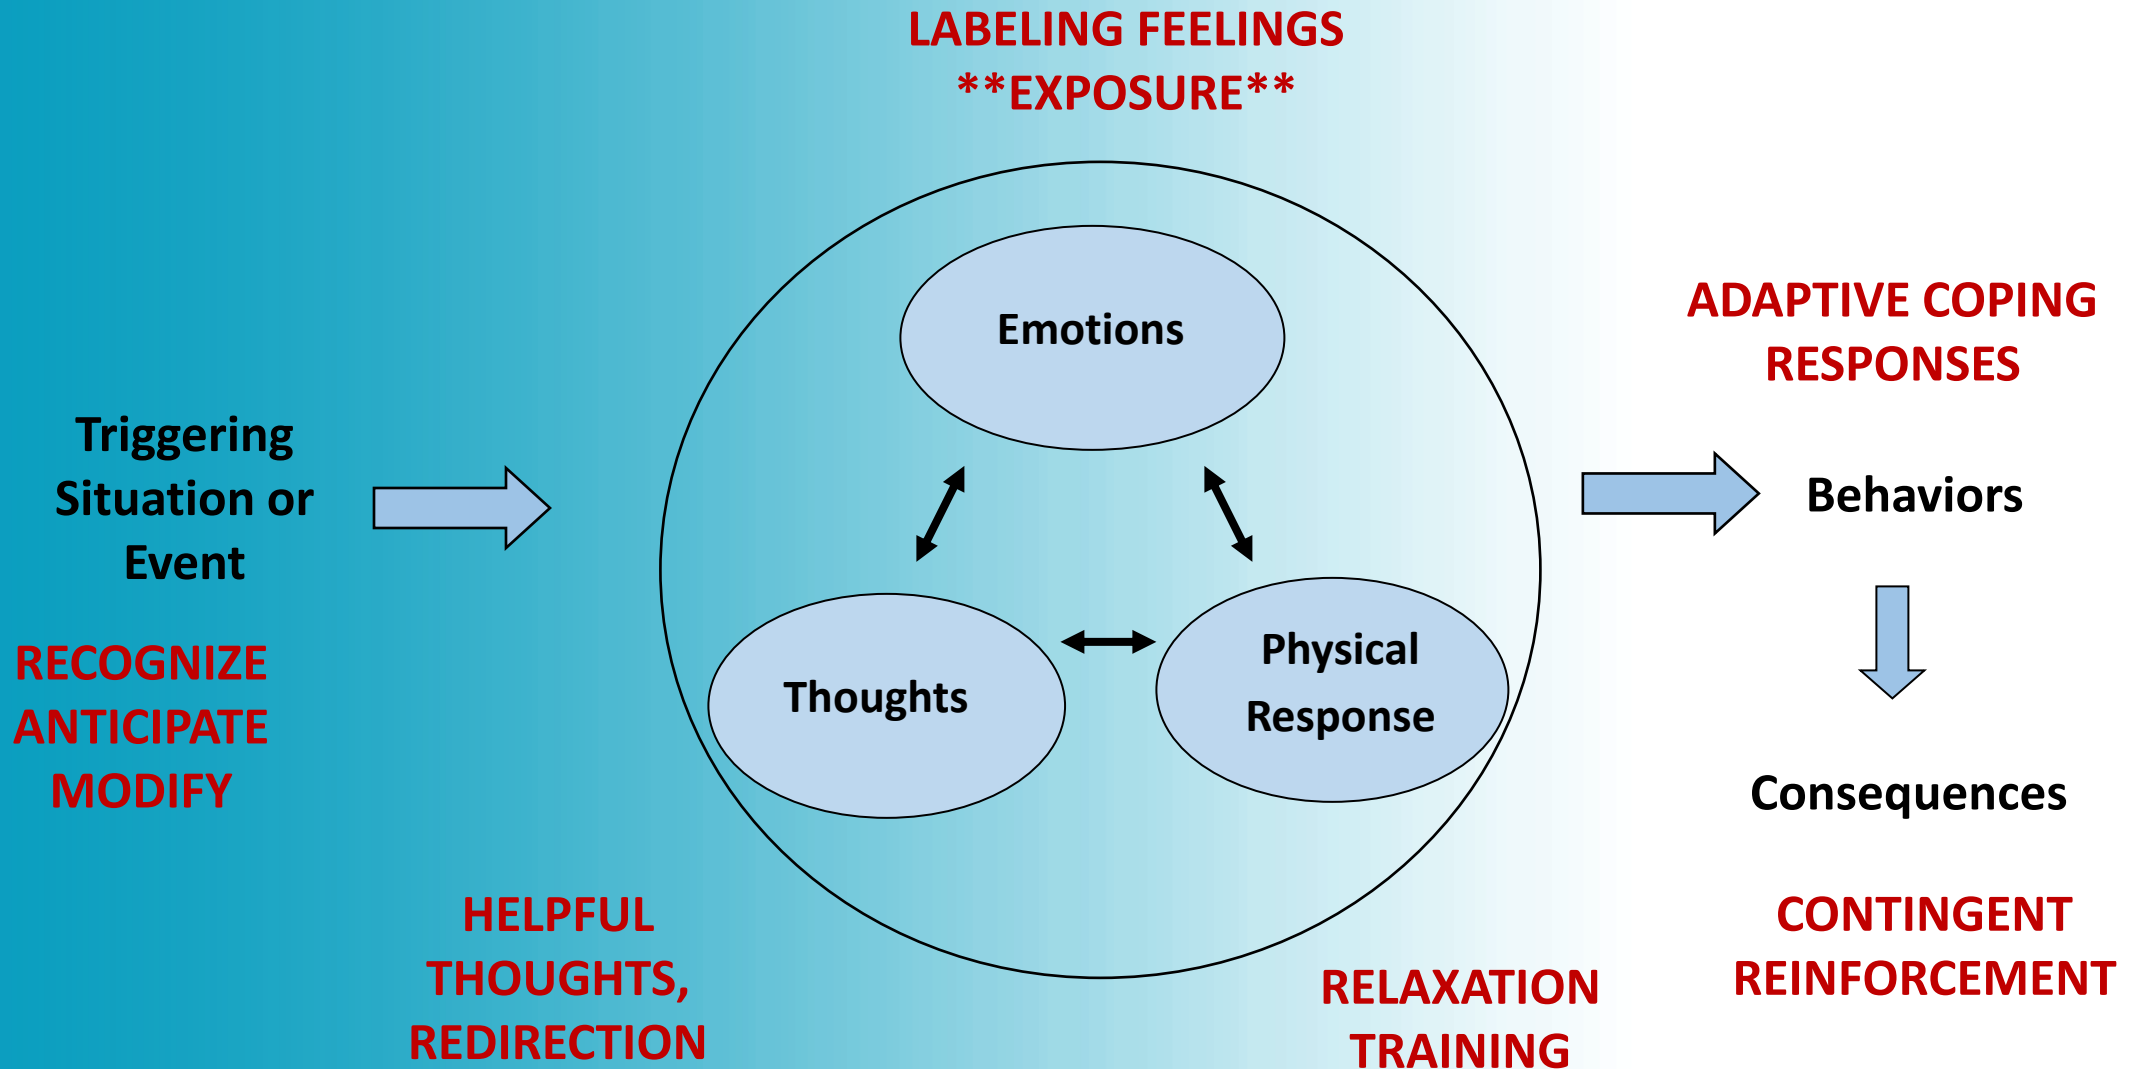 LABELING FEELINGS
**EXPOSURE**
Emotions
ADAPTIVE COPING
RESPONSES
Triggering
Situation or
Event
Behaviors
RECOGNIZE
ANTICIPATE
MODIFY
Thoughts
Physical
Response
Consequences
HELPFUL
THOUGHTS,
REDIRECTION
RELAXATION
TRAINING
CONTINGENT
REINFORCEMENT